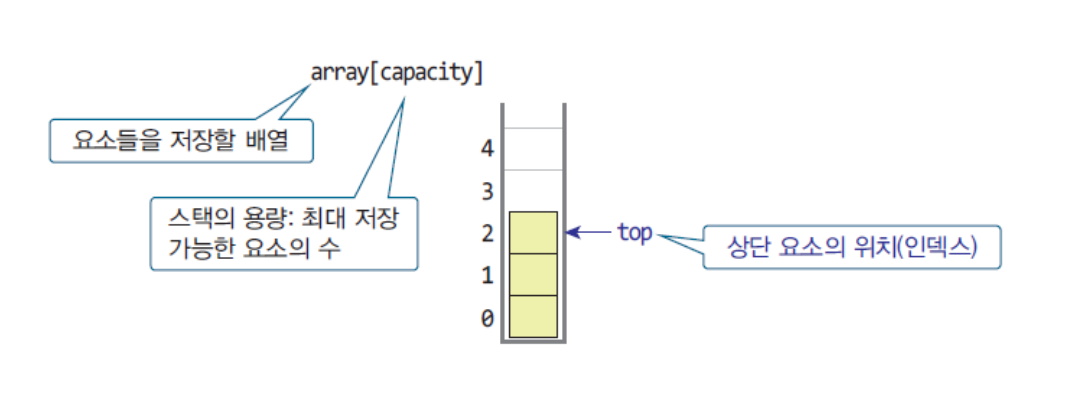 array[capacity]
요소들을 저장할 배열
스택의 용량: 최대 저장
가능한 요소의 수
4
3
2
1
0
top
상단 요소의 위치(인덱스)